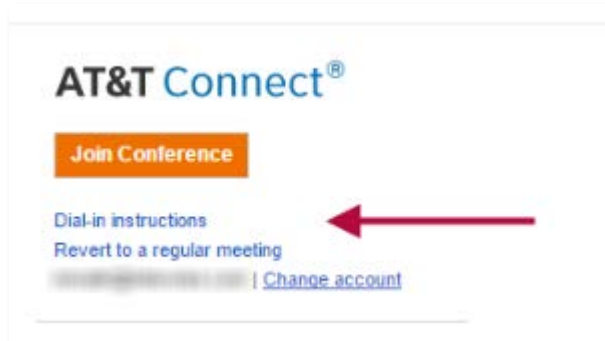 AT&T Connect®
Join Conference
Dial-in instructions
Revert to a regular meeting
| Change account